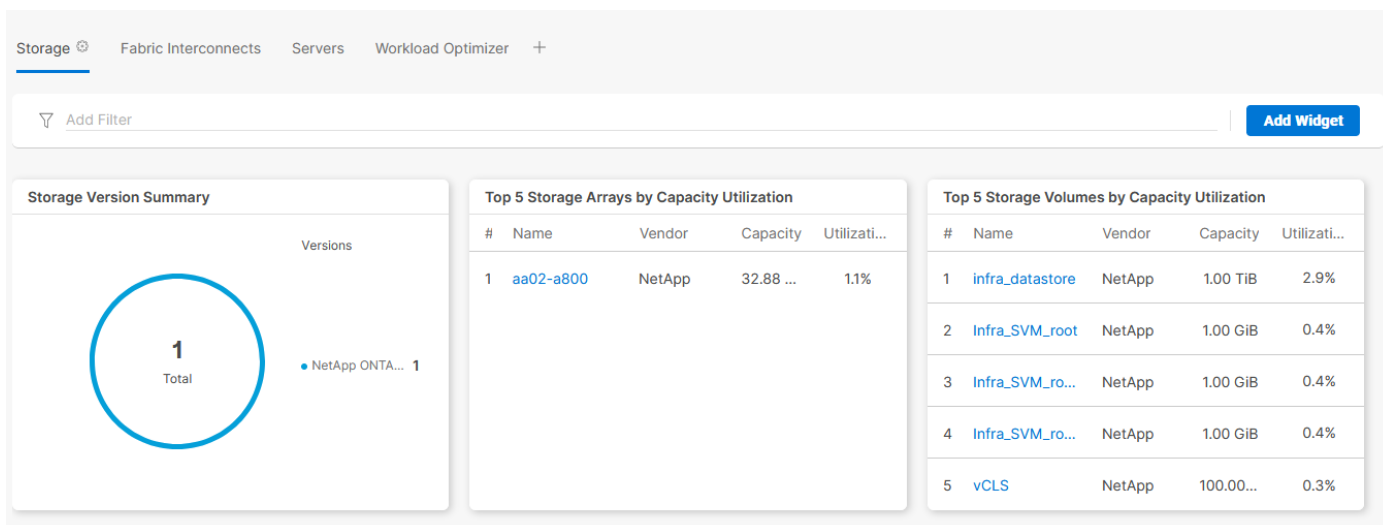 Storage Fabric Interconnects Servers Workload Optimizer +
Add Filter Add Widget
Storage Version Summary
Versions
1
Total
NetApp ONTA... 1
Top 5 Storage Arrays by Capacity Utilization
# Name Vendor Capacity Utilizati...
1 aa02-a800 NetApp 32.88 ... 1.1%
Top 5 Storage Volumes by Capacity Utilization
# Name Vendor Capacity Utilizati...
1 infra_datastore NetApp 1.00 TiB 2.9%
2 Infra_SVM_root NetApp 1.00 GiB 0.4%
3 Infra_SVM_ro... NetApp 1.00 GiB 0.4%
4 Infra_SVM_ro... NetApp 1.00 GiB 0.4%
5 vCLS NetApp 100.00... 0.3%